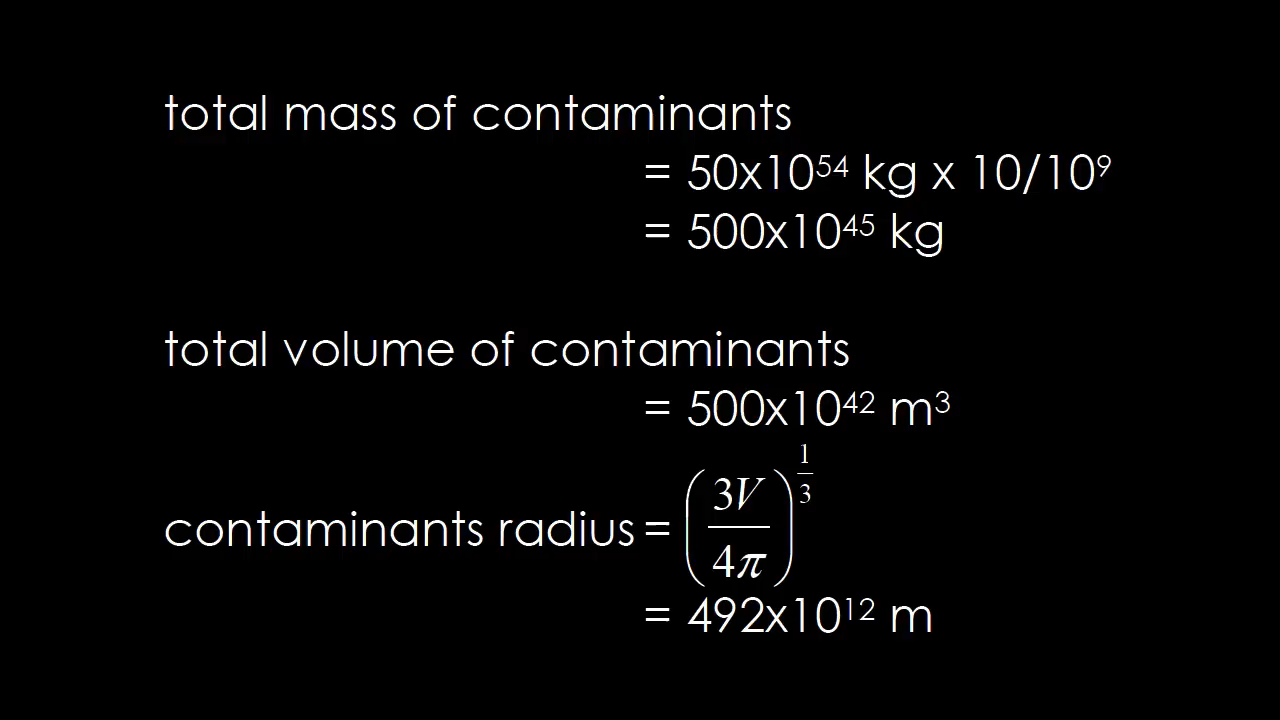 total mass of contaminants
= 50x10⁵⁴ kg x 10/10⁹
= 500x10⁴⁵ kg
total volume of contaminants
= 500x10⁴² m³
contaminants radius = (3V/4π)^(1/3)
= 492x10¹² m